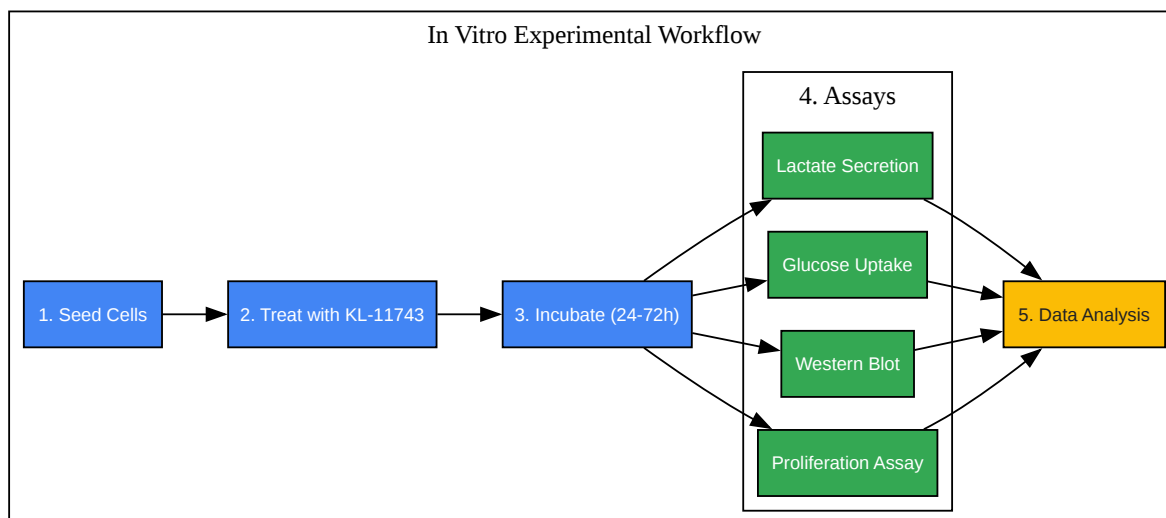 In Vitro Experimental Workflow
4. Assays
Lactate Secretion
Glucose Uptake
1. Seed Cells
2. Treat with KL-11743
3. Incubate (24-72h)
5. Data Analysis
Western Blot
Proliferation Assay